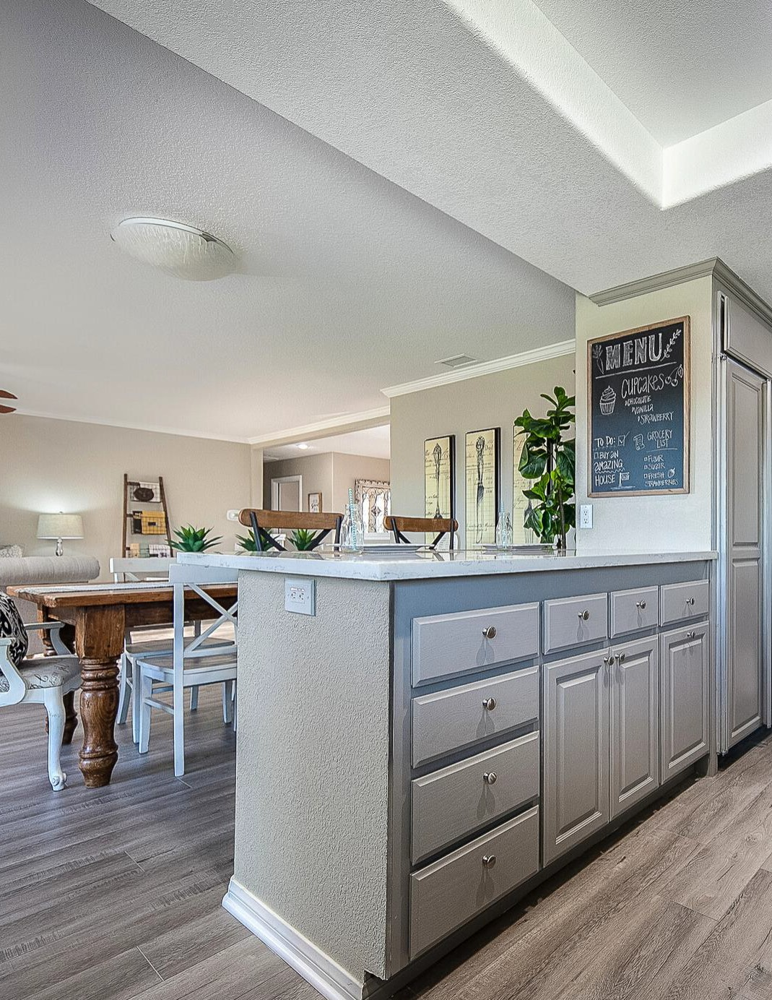 MENU
CUPCAKES
CHOCOLATE
VANILLA
STRAWBERRY
TO DO:
BUY AN
AMAZING
HOUSE
GROCERY
LIST
FLOUR
SUGAR
FRESH
STRAWBERRIES